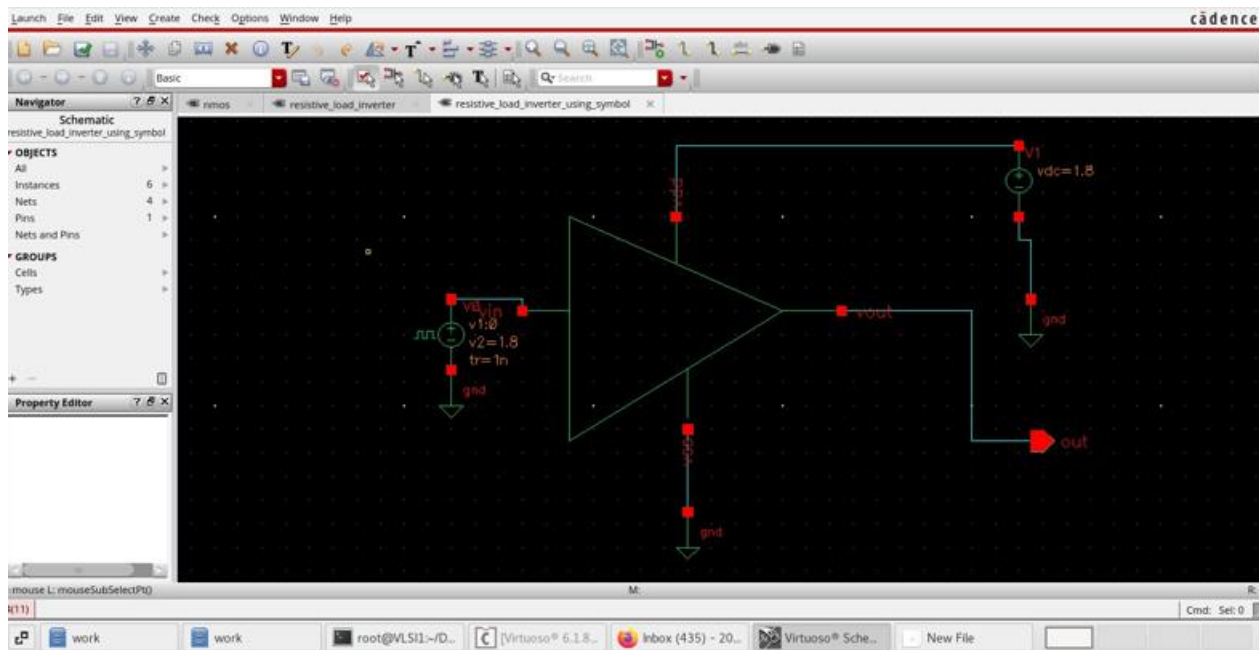 Launch File Edit View Create Check Options Window Help
cādence
Basic
Search
Navigator ? X
nmos
resistive_load_inverter
resistive_load_inverter_using_symbol
Schematic
resistive_load_inverter_using_symbol
OBJECTS
All
Instances 6
Nets 4
Pins 1
Nets and Pins
GROUPS
Cells
Types
Property Editor ? X
vdd
V1
vdc=1.8
gnd
vin
v1:0
v2=1.8
tr=1n
gnd
vout
out
gnd
mouse L: mouseSubSelectPt()
M:
R:
(11)
Cmd: Sel: 0
work
work
root@VLSI1:~/D...
[Virtuoso® 6.1.8...
Inbox (435) - 20...
Virtuoso® Sche...
New File